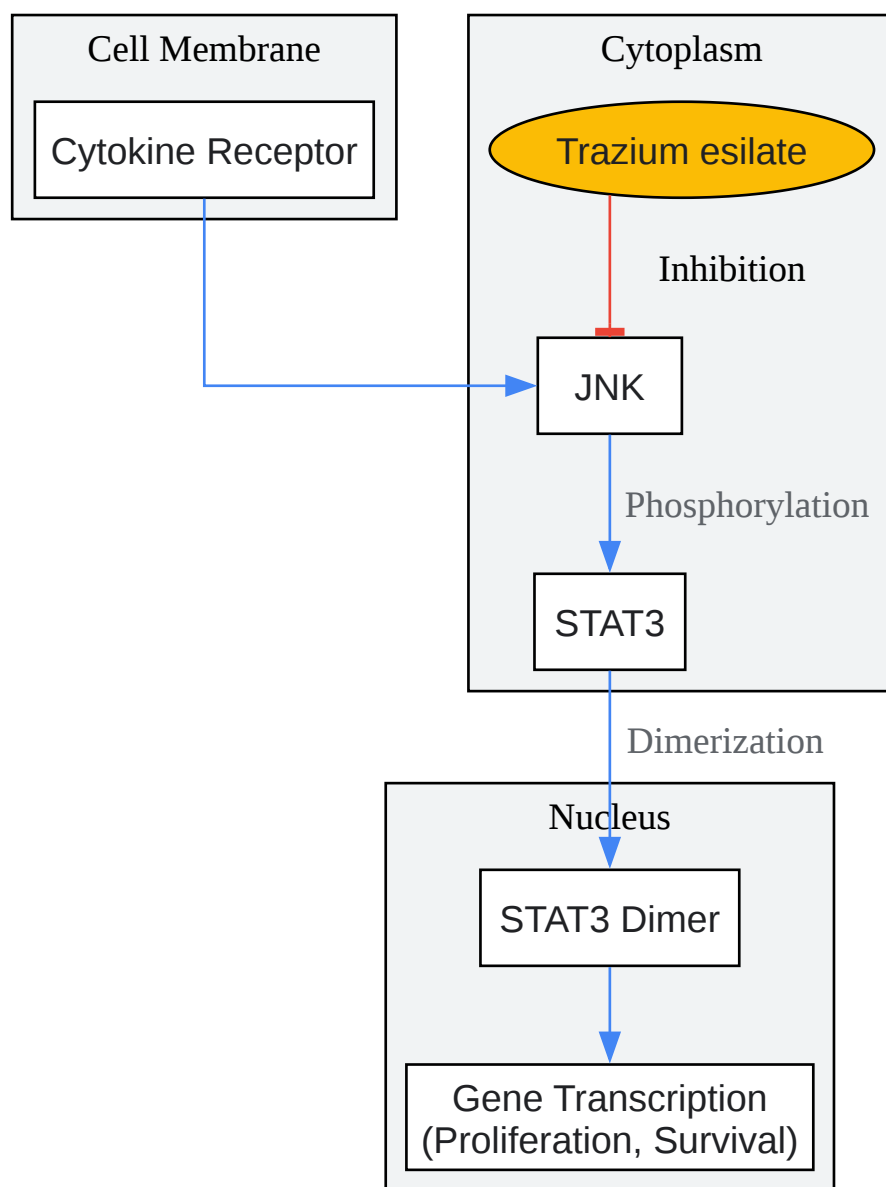 Cell Membrane
Cytokine Receptor
Cytoplasm
Trazium esilate
Inhibition
JNK
Phosphorylation
STAT3
Dimerization
Nucleus
STAT3 Dimer
Gene Transcription
(Proliferation, Survival)